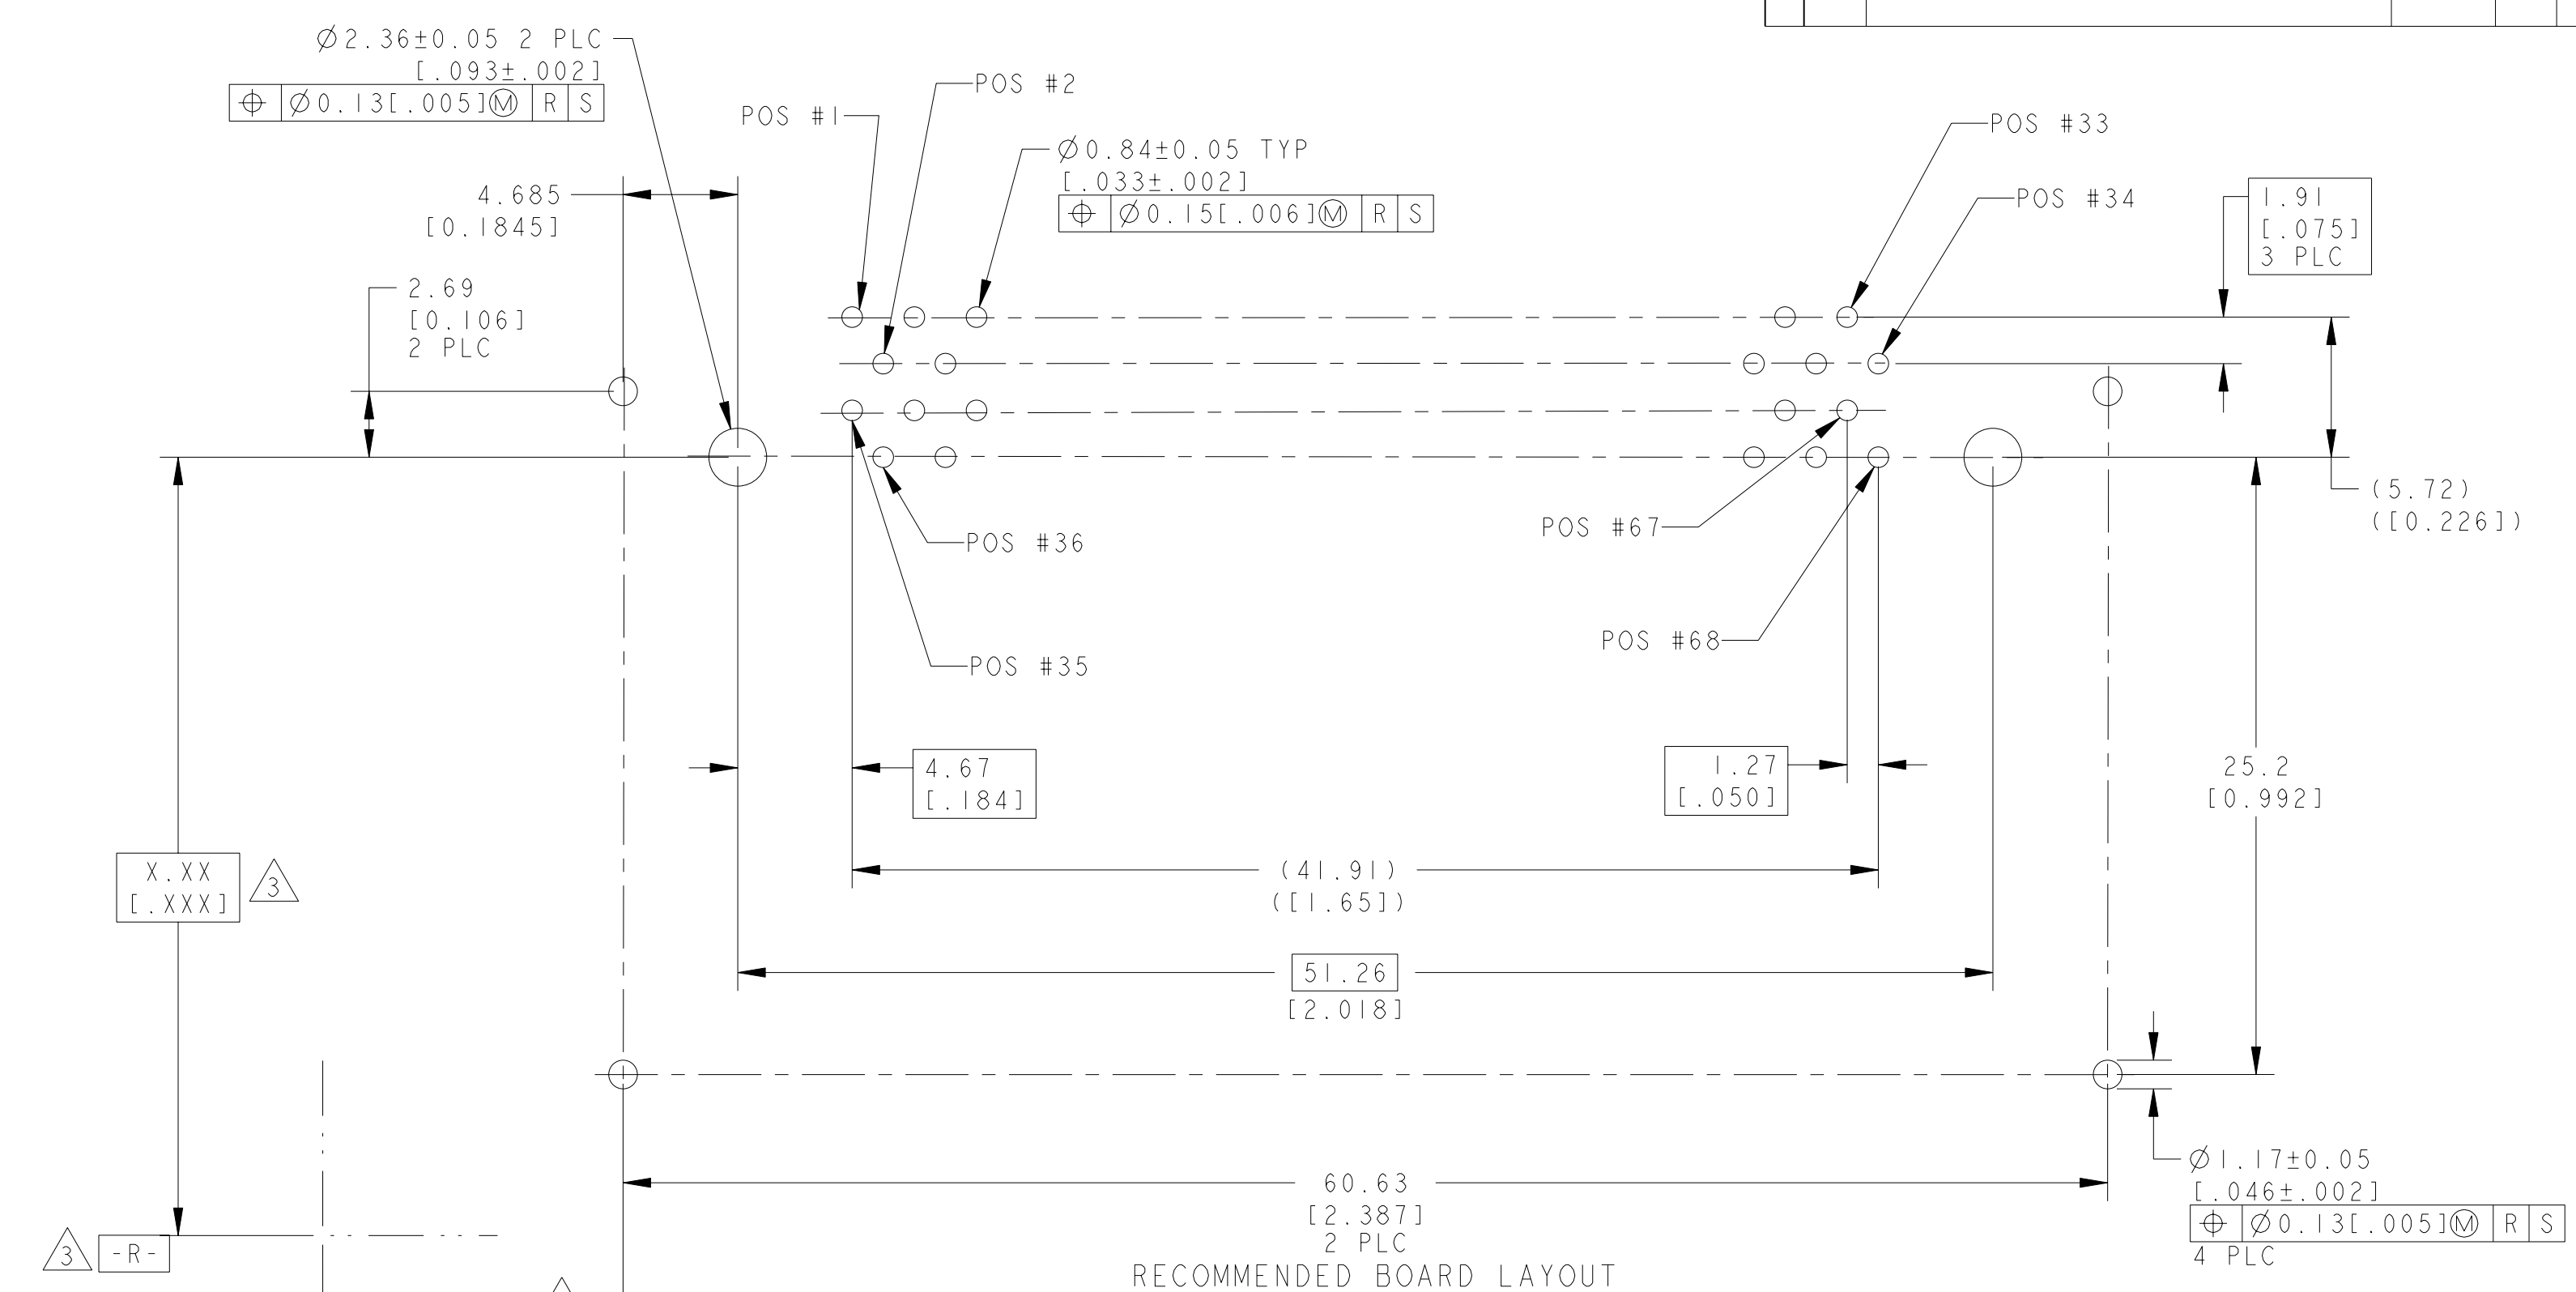 Ø2.36±0.05 2 PLC
[.093±.002]
⌖ Ø0.13[.005]Ⓜ R S
POS #1
POS #2
Ø0.84±0.05 TYP
[.033±.002]
⌖ Ø0.15[.006]Ⓜ R S
POS #33
POS #34
1.91
[.075]
3 PLC
4.685
[0.1845]
2.69
[0.106]
2 PLC
(5.72)
([0.226])
POS #36
POS #35
POS #67
POS #68
4.67
[.184]
1.27
[.050]
25.2
[0.992]
X.XX
[.XXX]
3
(41.91)
([1.65])
51.26
[2.018]
60.63
[2.387]
2 PLC
Ø1.17±0.05
[.046±.002]
⌖ Ø0.13[.005]Ⓜ R S
4 PLC
3
-R-
RECOMMENDED BOARD LAYOUT